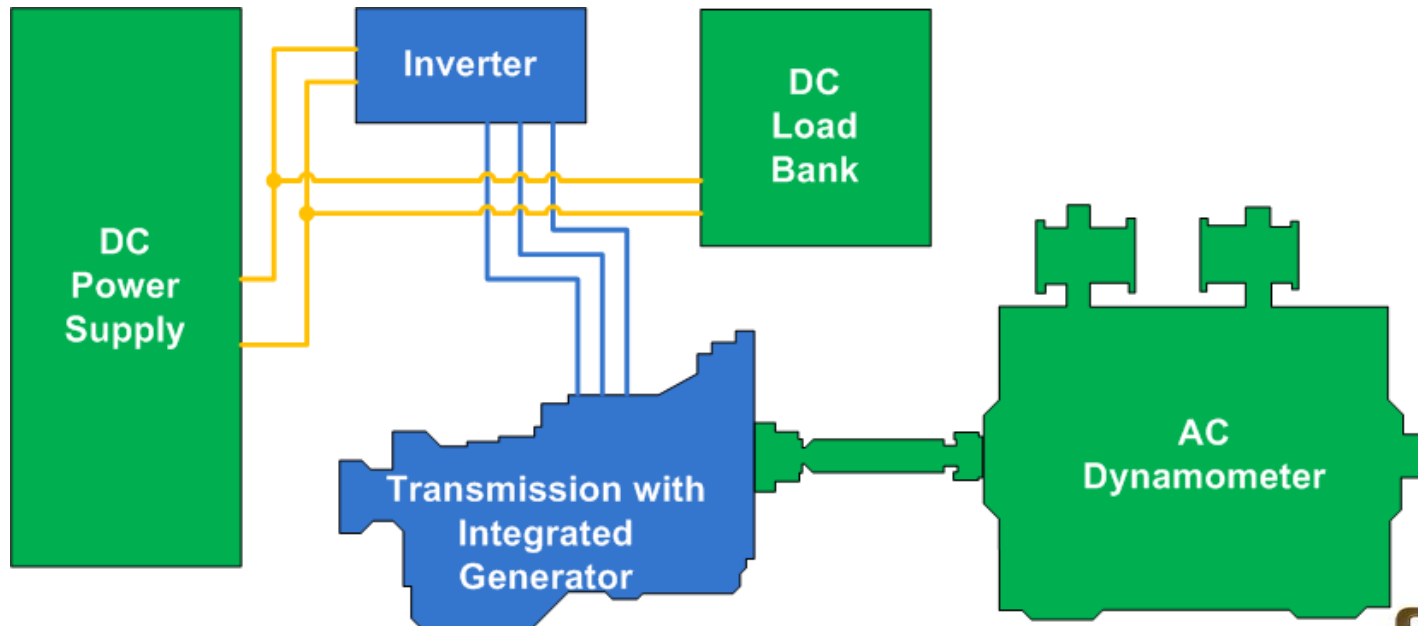 Inverter
DC
Load
Bank
DC
Power
Supply
AC
Dynamometer
Transmission with
Integrated
Generator